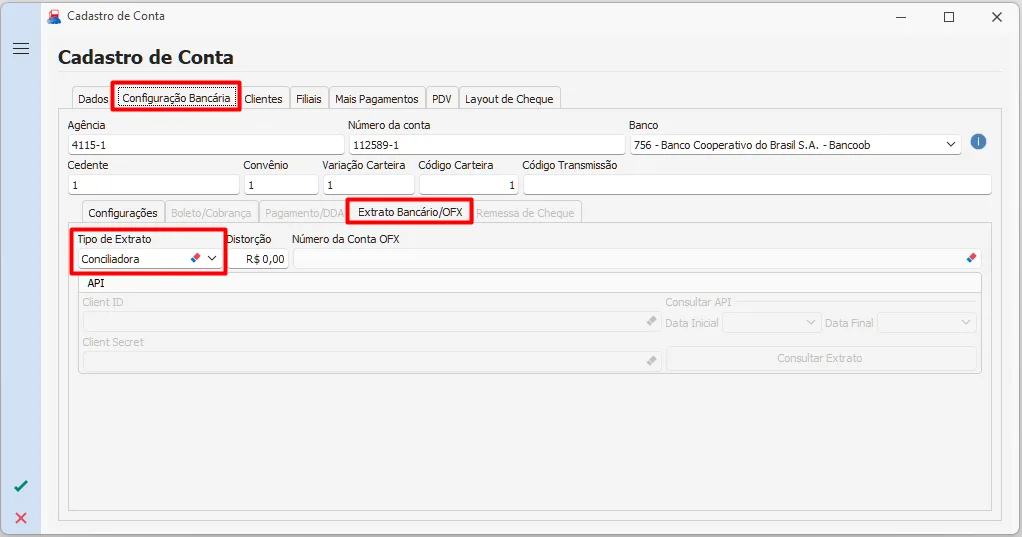 Cadastro de Conta
Cadastro de Conta
Dados Configuração Bancária Clientes Filiais Mais Pagamentos PDV Layout de Cheque
Agência Número da conta Banco
4115-1 112589-1 756 - Banco Cooperativo do Brasil S.A. - Bancoob
Cedente Convênio Variação Carteira Código Carteira Código Transmissão
1 1 1 1
Configurações Boleto/Cobrança Pagamento/DDA Extrato Bancário/OFX Remessa de Cheque
Tipo de Extrato Distorção Número da Conta OFX
Conciliadora R$ 0,00
API
Client ID Consultar API
Data Inicial Data Final
Client Secret
Consultar Extrato